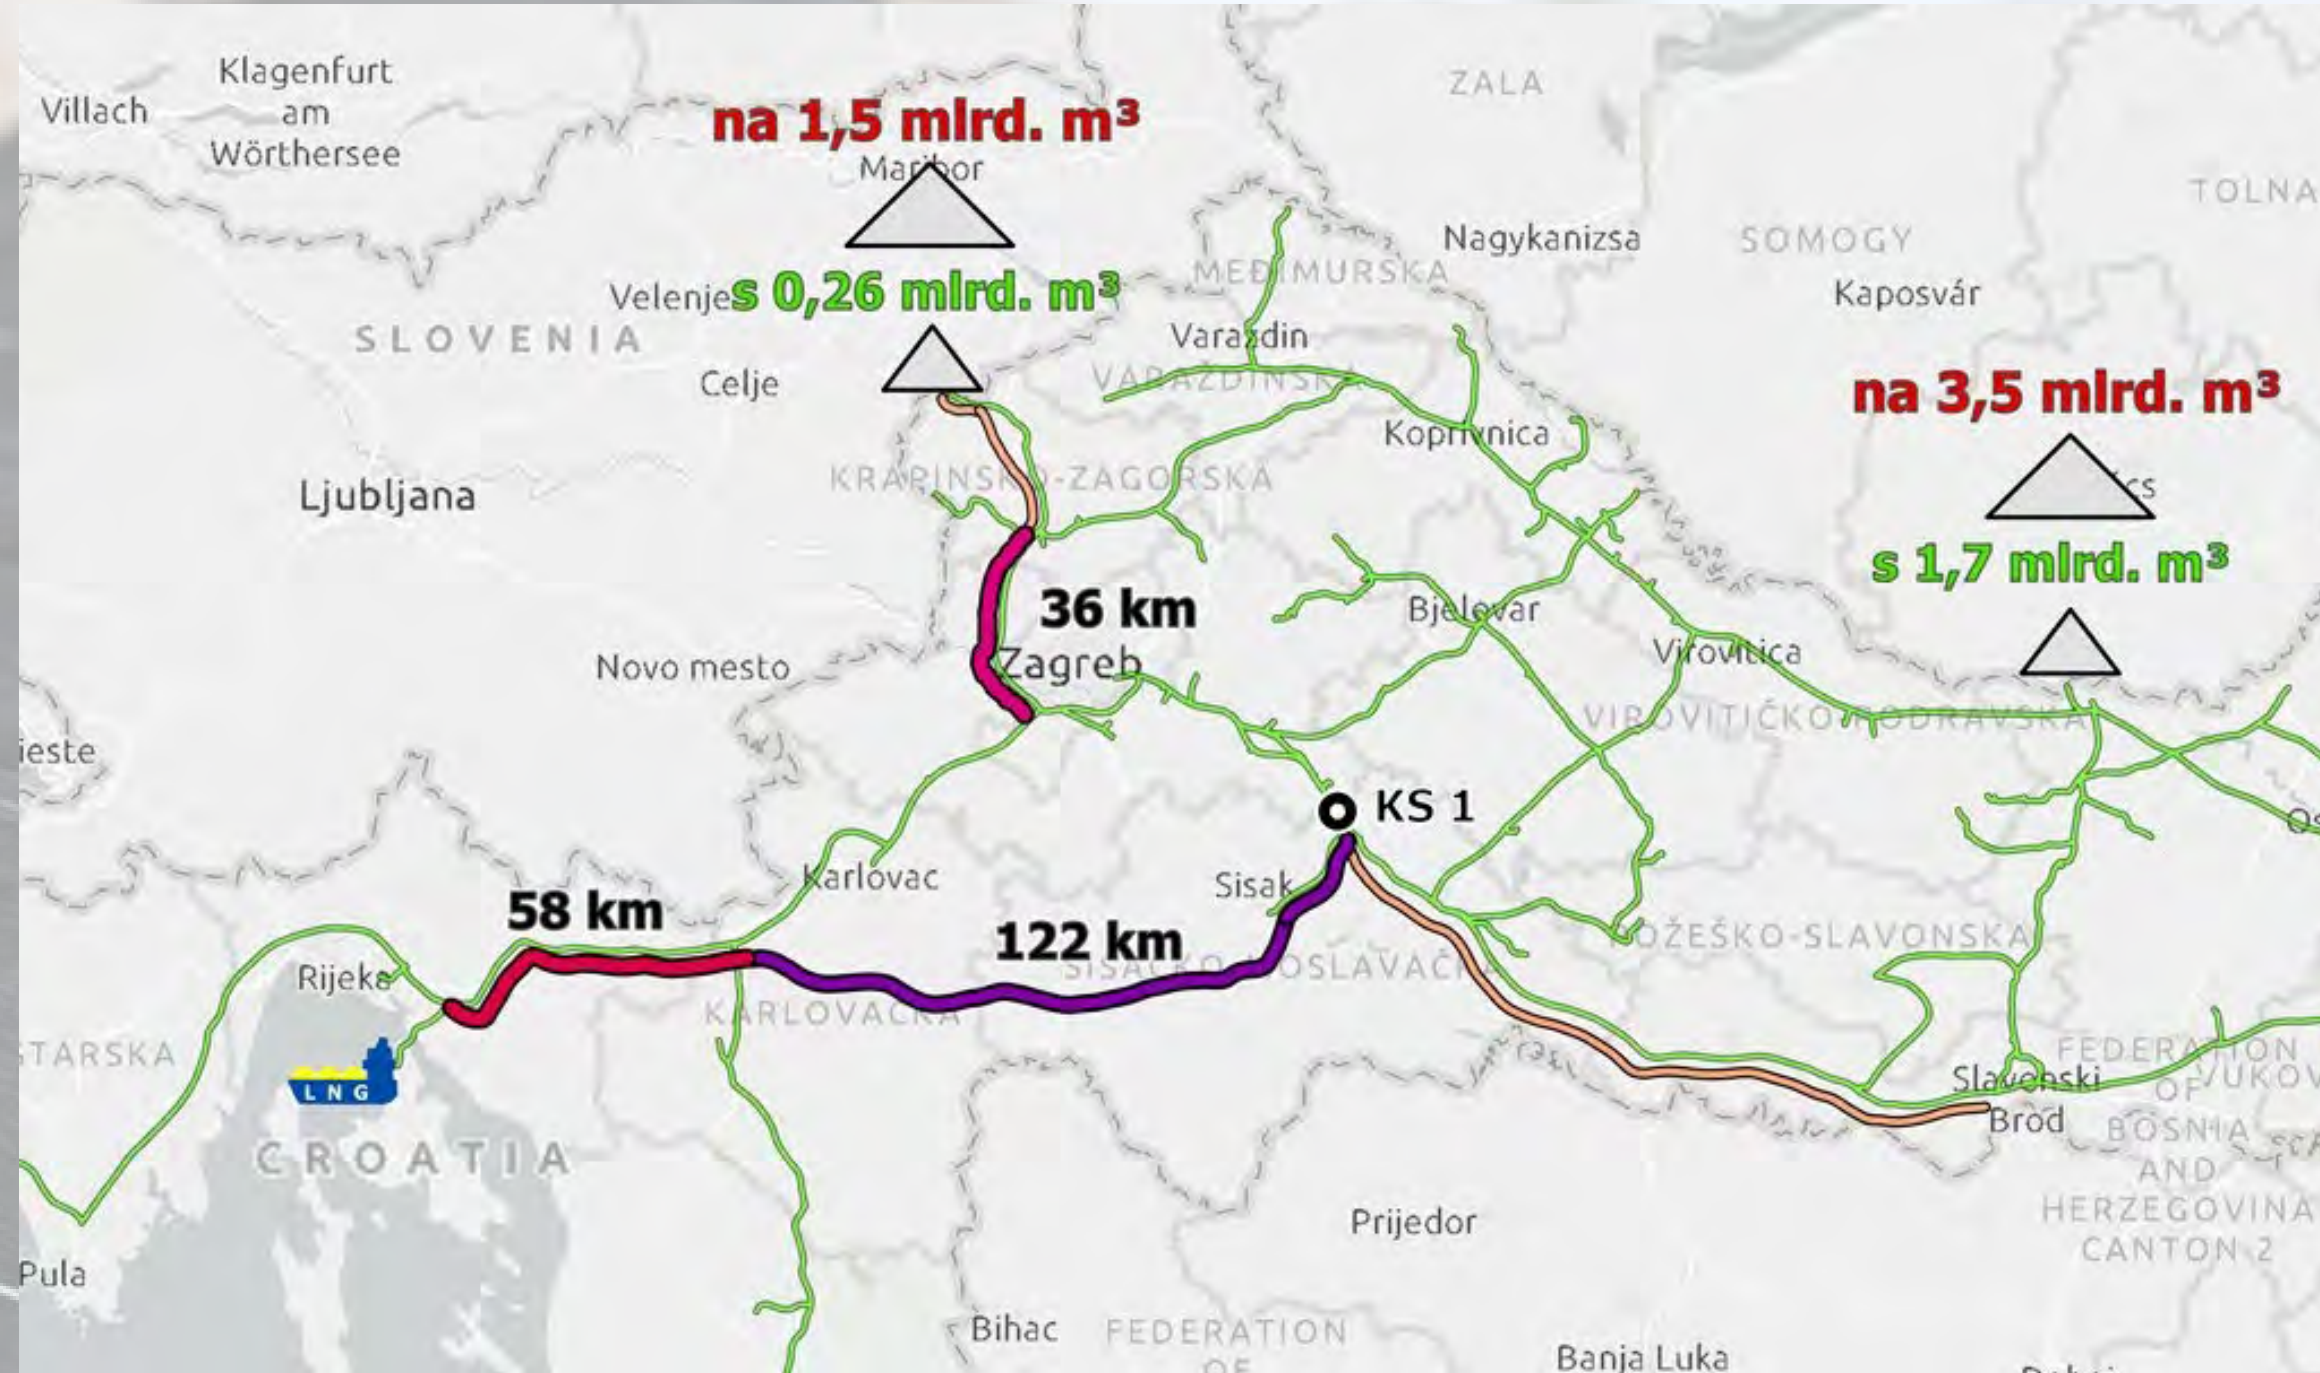 Klagenfurt
am
Wörthersee
Villach
ZALA
na 1,5 mlrd. m³
Maribor
TOLNA
Nagykanizsa
SOMOGY
MEĐIMURSKA
Velenje
s 0,26 mlrd. m³
Kaposvár
SLOVENIA
Varaždin
Celje
VARAŽDINSKA
na 3,5 mlrd. m³
Koprivnica
KRAPINSKO-ZAGORSKA
cs
Ljubljana
s 1,7 mlrd. m³
36 km
Bjelovar
Zagreb
Novo mesto
Virovitica
VIROVITIČKO-PODRAVSKA
ieste
KS 1
Os
Karlovac
Sisak
58 km
122 km
POŽEŠKO-SLAVONSKA
SISAČKO-MOSLAVAČKA
Rijeka
KARLOVAČKA
STARSKA
LNG
FEDERATION
OF
BOSNIA
AND
HERZEGOVINA
CANTON 2
VUKOV
Slavonski
Brod
CROATIA
Prijedor
Pula
Bihac
FEDERATION
OF
Banja Luka